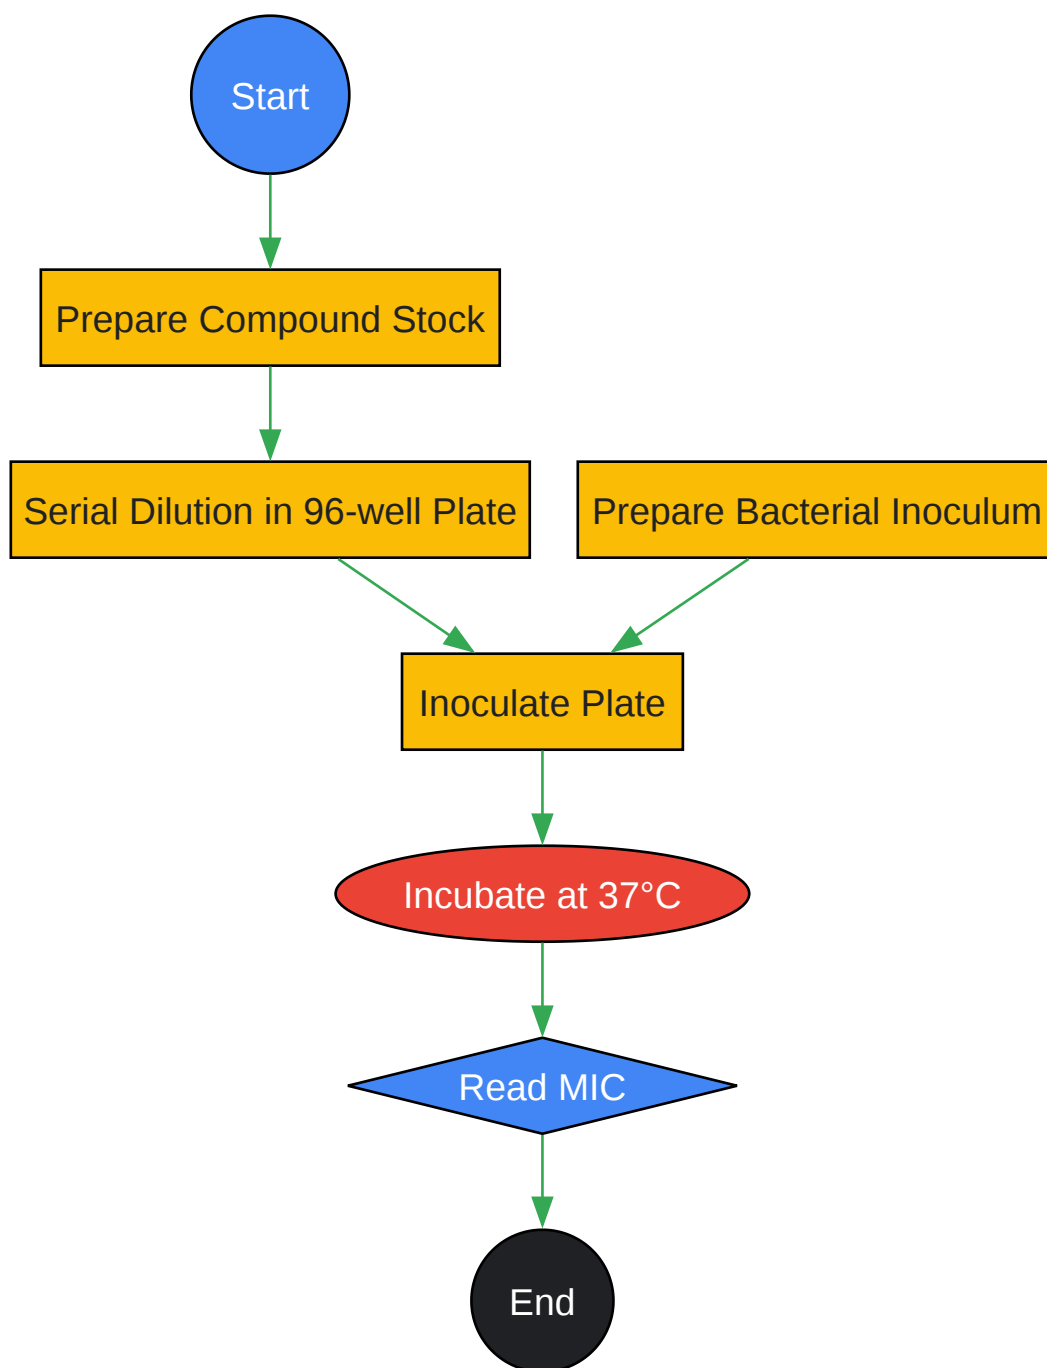 Start
Prepare Compound Stock
Serial Dilution in 96-well Plate
Prepare Bacterial Inoculum
Inoculate Plate
Incubate at 37°C
Read MIC
End